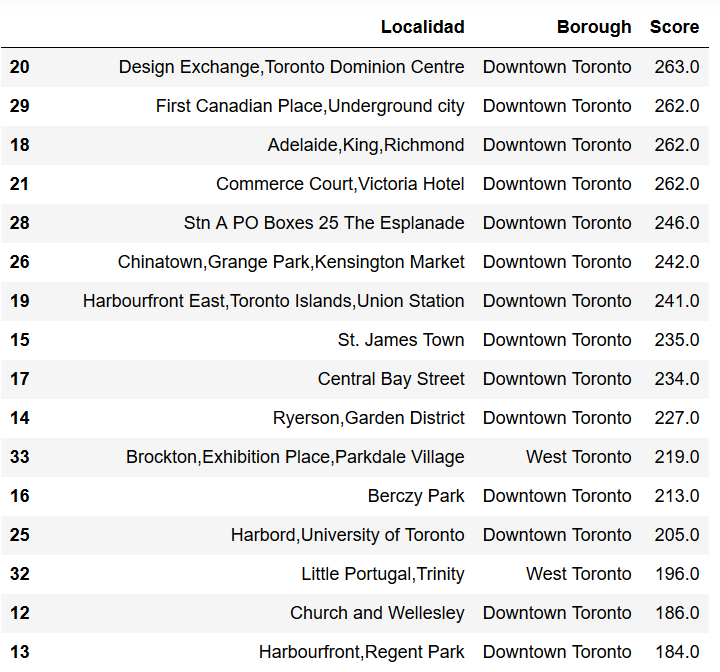 Localidad Borough Score
20 Design Exchange,Toronto Dominion Centre Downtown Toronto 263.0
29 First Canadian Place,Underground city Downtown Toronto 262.0
18 Adelaide,King,Richmond Downtown Toronto 262.0
21 Commerce Court,Victoria Hotel Downtown Toronto 262.0
28 Stn A PO Boxes 25 The Esplanade Downtown Toronto 246.0
26 Chinatown,Grange Park,Kensington Market Downtown Toronto 242.0
19 Harbourfront East,Toronto Islands,Union Station Downtown Toronto 241.0
15 St. James Town Downtown Toronto 235.0
17 Central Bay Street Downtown Toronto 234.0
14 Ryerson,Garden District Downtown Toronto 227.0
33 Brockton,Exhibition Place,Parkdale Village West Toronto 219.0
16 Berczy Park Downtown Toronto 213.0
25 Harbord,University of Toronto Downtown Toronto 205.0
32 Little Portugal,Trinity West Toronto 196.0
12 Church and Wellesley Downtown Toronto 186.0
13 Harbourfront,Regent Park Downtown Toronto 184.0